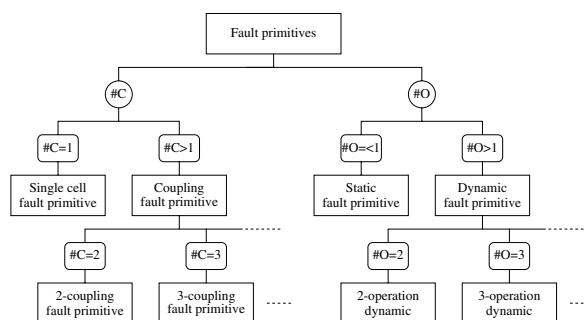 Fault primitives
#C
#O
#C=1
#C>1
#O=<1
#O>1
Single cell
fault primitive
Coupling
fault primitive
Static
fault primitive
Dynamic
fault primitive
#C=2
#C=3
#O=2
#O=3
2-coupling
fault primitive
3-coupling
fault primitive
2-operation
dynamic
3-operation
dynamic